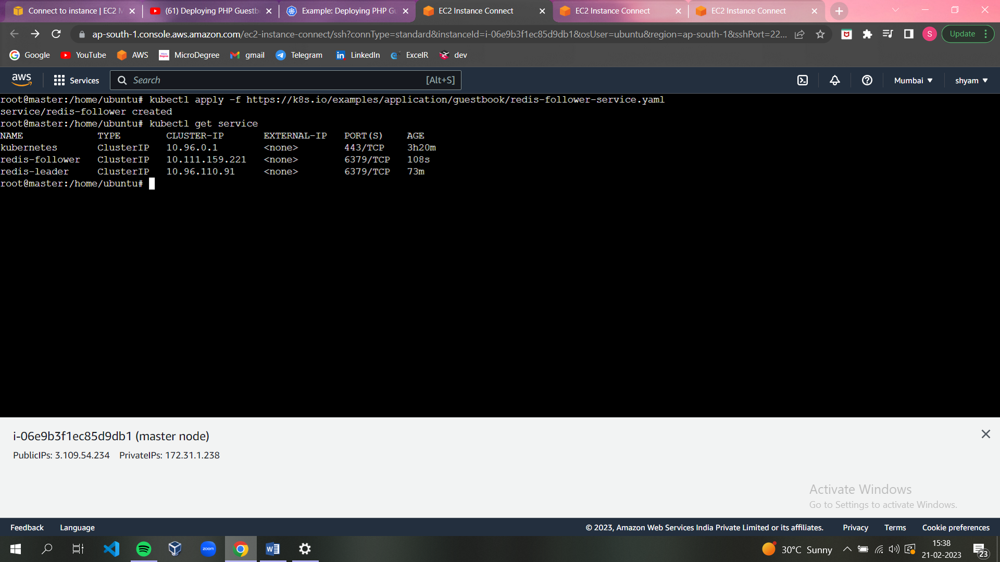 Connect to instance | EC2 M
(61) Deploying PHP Guestb
Example: Deploying PHP Gu
EC2 Instance Connect
EC2 Instance Connect
EC2 Instance Connect
ap-south-1.console.aws.amazon.com/ec2-instance-connect/ssh?connType=standard&instanceId=i-06e9b3f1ec85d9db1&osUser=ubuntu&region=ap-south-1&sshPort=22...
S
Update
Google
YouTube
AWS
MicroDegree
gmail
Telegram
LinkedIn
ExcelR
dev
aws
Services
Search
[Alt+S]
Mumbai
shyam
root@master:/home/ubuntu# kubectl apply -f https://k8s.io/examples/application/guestbook/redis-follower-service.yaml
service/redis-follower created
root@master:/home/ubuntu# kubectl get service
NAME TYPE CLUSTER-IP EXTERNAL-IP PORT(S) AGE
kubernetes ClusterIP 10.96.0.1 <none> 443/TCP 3h20m
redis-follower ClusterIP 10.111.159.221 <none> 6379/TCP 108s
redis-leader ClusterIP 10.96.110.91 <none> 6379/TCP 73m
root@master:/home/ubuntu#
i-06e9b3f1ec85d9db1 (master node)
PublicIPs: 3.109.54.234 PrivateIPs: 172.31.1.238
Activate Windows
Go to Settings to activate Windows.
Feedback
Language
© 2023, Amazon Web Services India Private Limited or its affiliates.
Privacy
Terms
Cookie preferences
zoom
30°C Sunny
15:38
21-02-2023
23